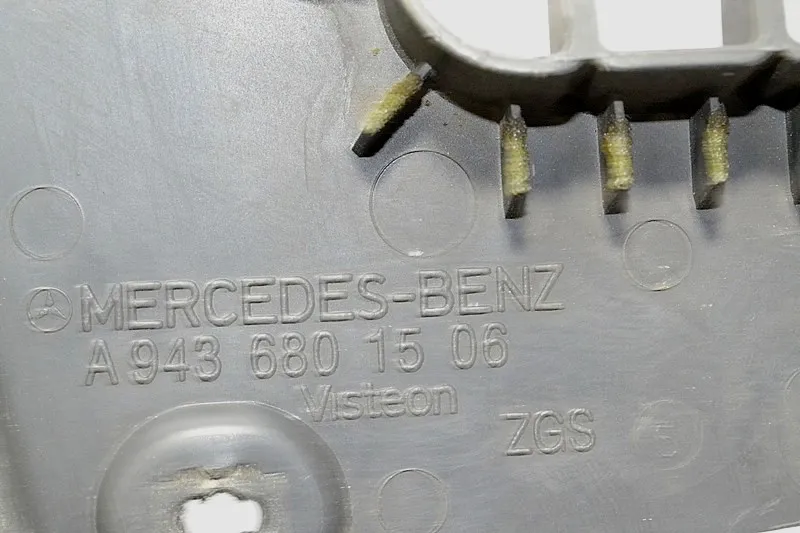 MERCEDES-BENZ
A 943 680 15 06
Visteon
ZGS